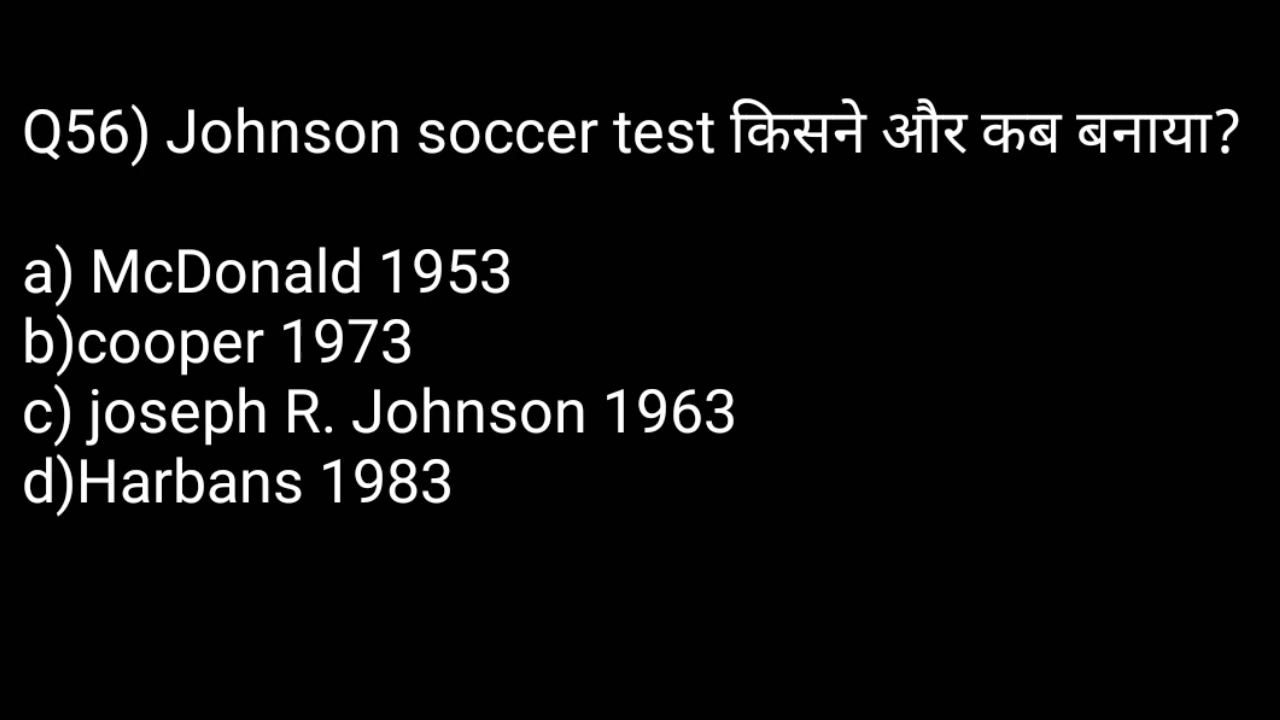 Q56) Johnson soccer test किसने और कब बनाया?
a) McDonald 1953
b)cooper 1973
c) joseph R. Johnson 1963
d)Harbans 1983